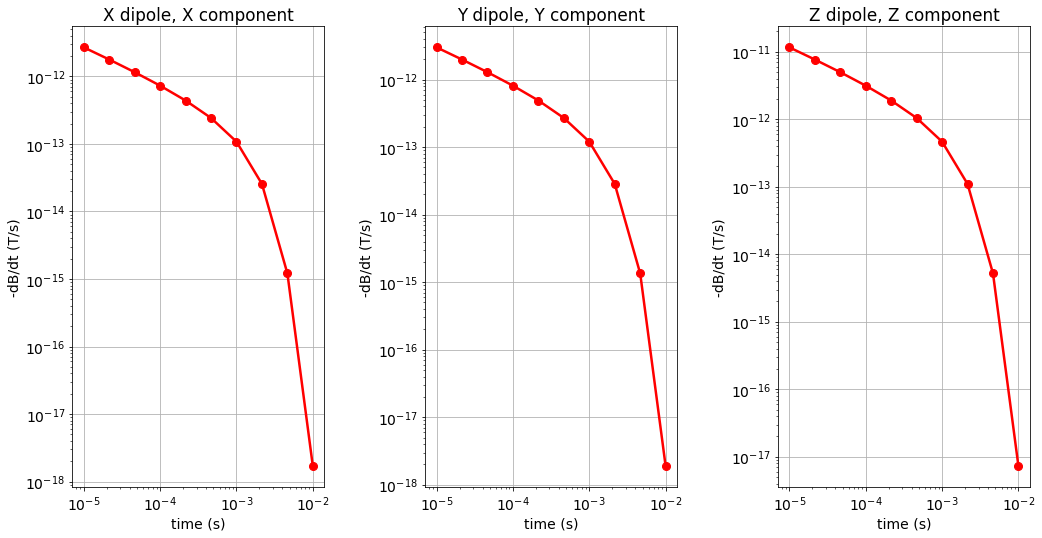 X dipole, X component
-dB/dt (T/s)
10⁻¹²
10⁻¹³
10⁻¹⁴
10⁻¹⁵
10⁻¹⁶
10⁻¹⁷
10⁻¹⁸
10⁻⁵ 10⁻⁴ 10⁻³ 10⁻²
time (s)
Y dipole, Y component
-dB/dt (T/s)
10⁻¹²
10⁻¹³
10⁻¹⁴
10⁻¹⁵
10⁻¹⁶
10⁻¹⁷
10⁻¹⁸
10⁻⁵ 10⁻⁴ 10⁻³ 10⁻²
time (s)
Z dipole, Z component
-dB/dt (T/s)
10⁻¹¹
10⁻¹²
10⁻¹³
10⁻¹⁴
10⁻¹⁵
10⁻¹⁶
10⁻¹⁷
10⁻⁵ 10⁻⁴ 10⁻³ 10⁻²
time (s)